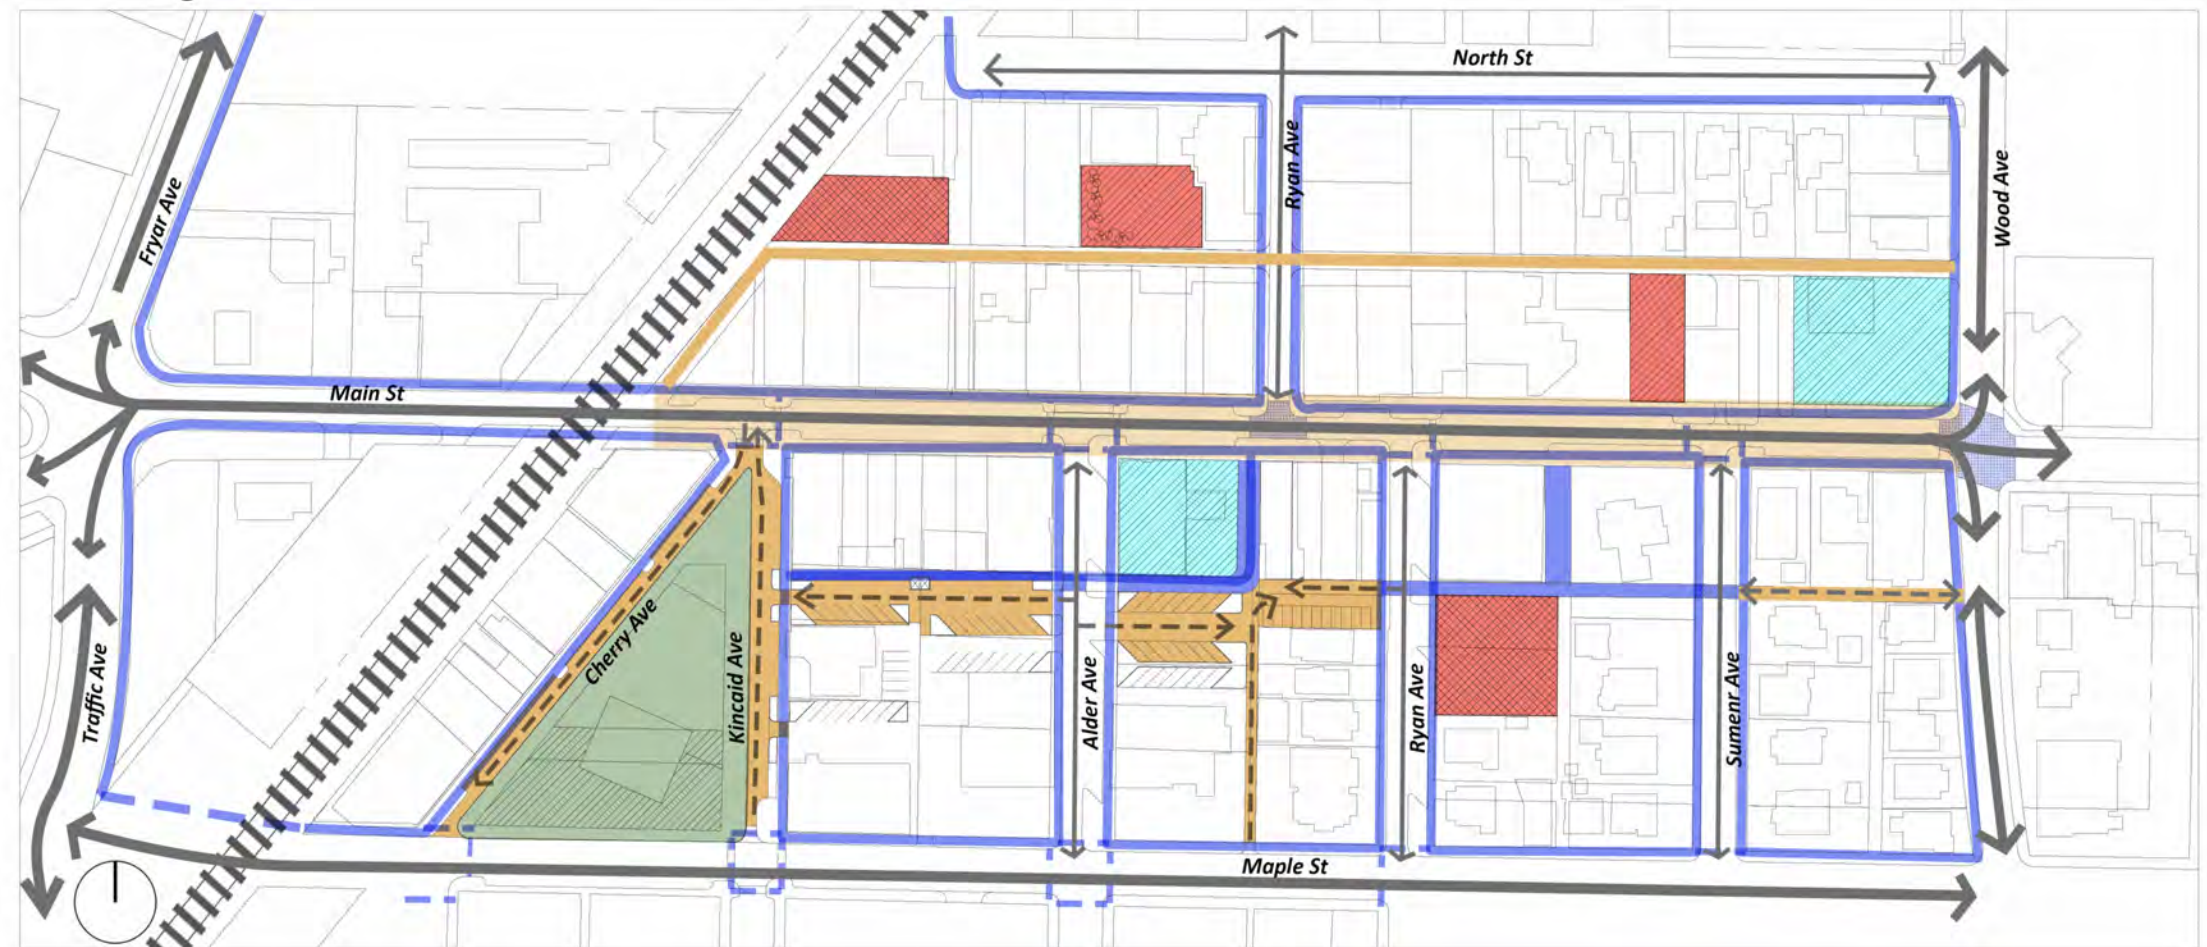 North St
Ryan Ave
Wood Ave
Fryar Ave
Main St
Cherry Ave
Kincaid Ave
Alder Ave
Ryan Ave
Sumenr Ave
Traffic Ave
Maple St